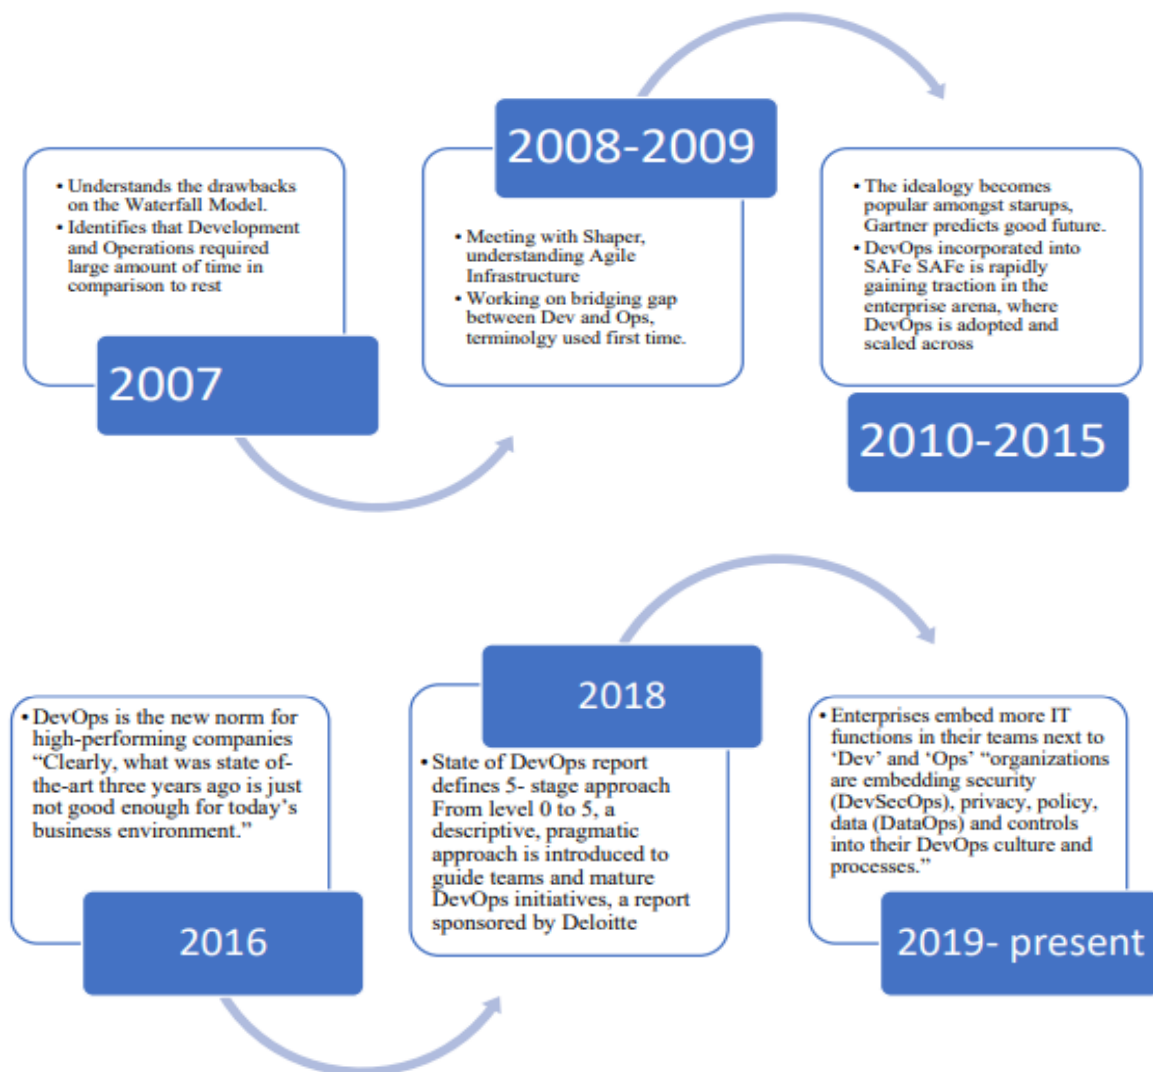 • Understands the drawbacks
on the Waterfall Model.
• Identifies that Development
and Operations required
large amount of time in
comparison to rest
2007
2008-2009
• Meeting with Shaper,
understanding Agile
Infrastructure
• Working on bridging gap
between Dev and Ops,
terminolgy used first time.
• The idealogy becomes
popular amongst starups,
Gartner predicts good future.
• DevOps incorporated into
SAFe SAFe is rapidly
gaining traction in the
enterprise arena, where
DevOps is adopted and
scaled across
2010-2015
• DevOps is the new norm for
high-performing companies
“Clearly, what was state of-
the-art three years ago is just
not good enough for today’s
business environment.”
2016
2018
• State of DevOps report
defines 5- stage approach
From level 0 to 5, a
descriptive, pragmatic
approach is introduced to
guide teams and mature
DevOps initiatives, a report
sponsored by Deloitte
• Enterprises embed more IT
functions in their teams next to
‘Dev’ and ‘Ops’ “organizations
are embedding security
(DevSecOps), privacy, policy,
data (DataOps) and controls
into their DevOps culture and
processes.”
2019- present